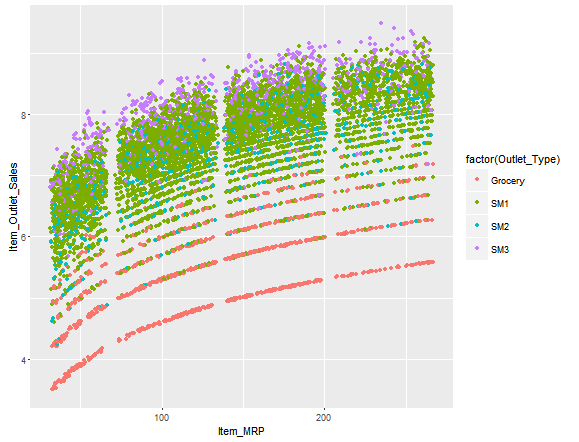 8
6
4
Item_Outlet_Sales
100
200
Item_MRP
factor(Outlet_Type)
Grocery
SM1
SM2
SM3